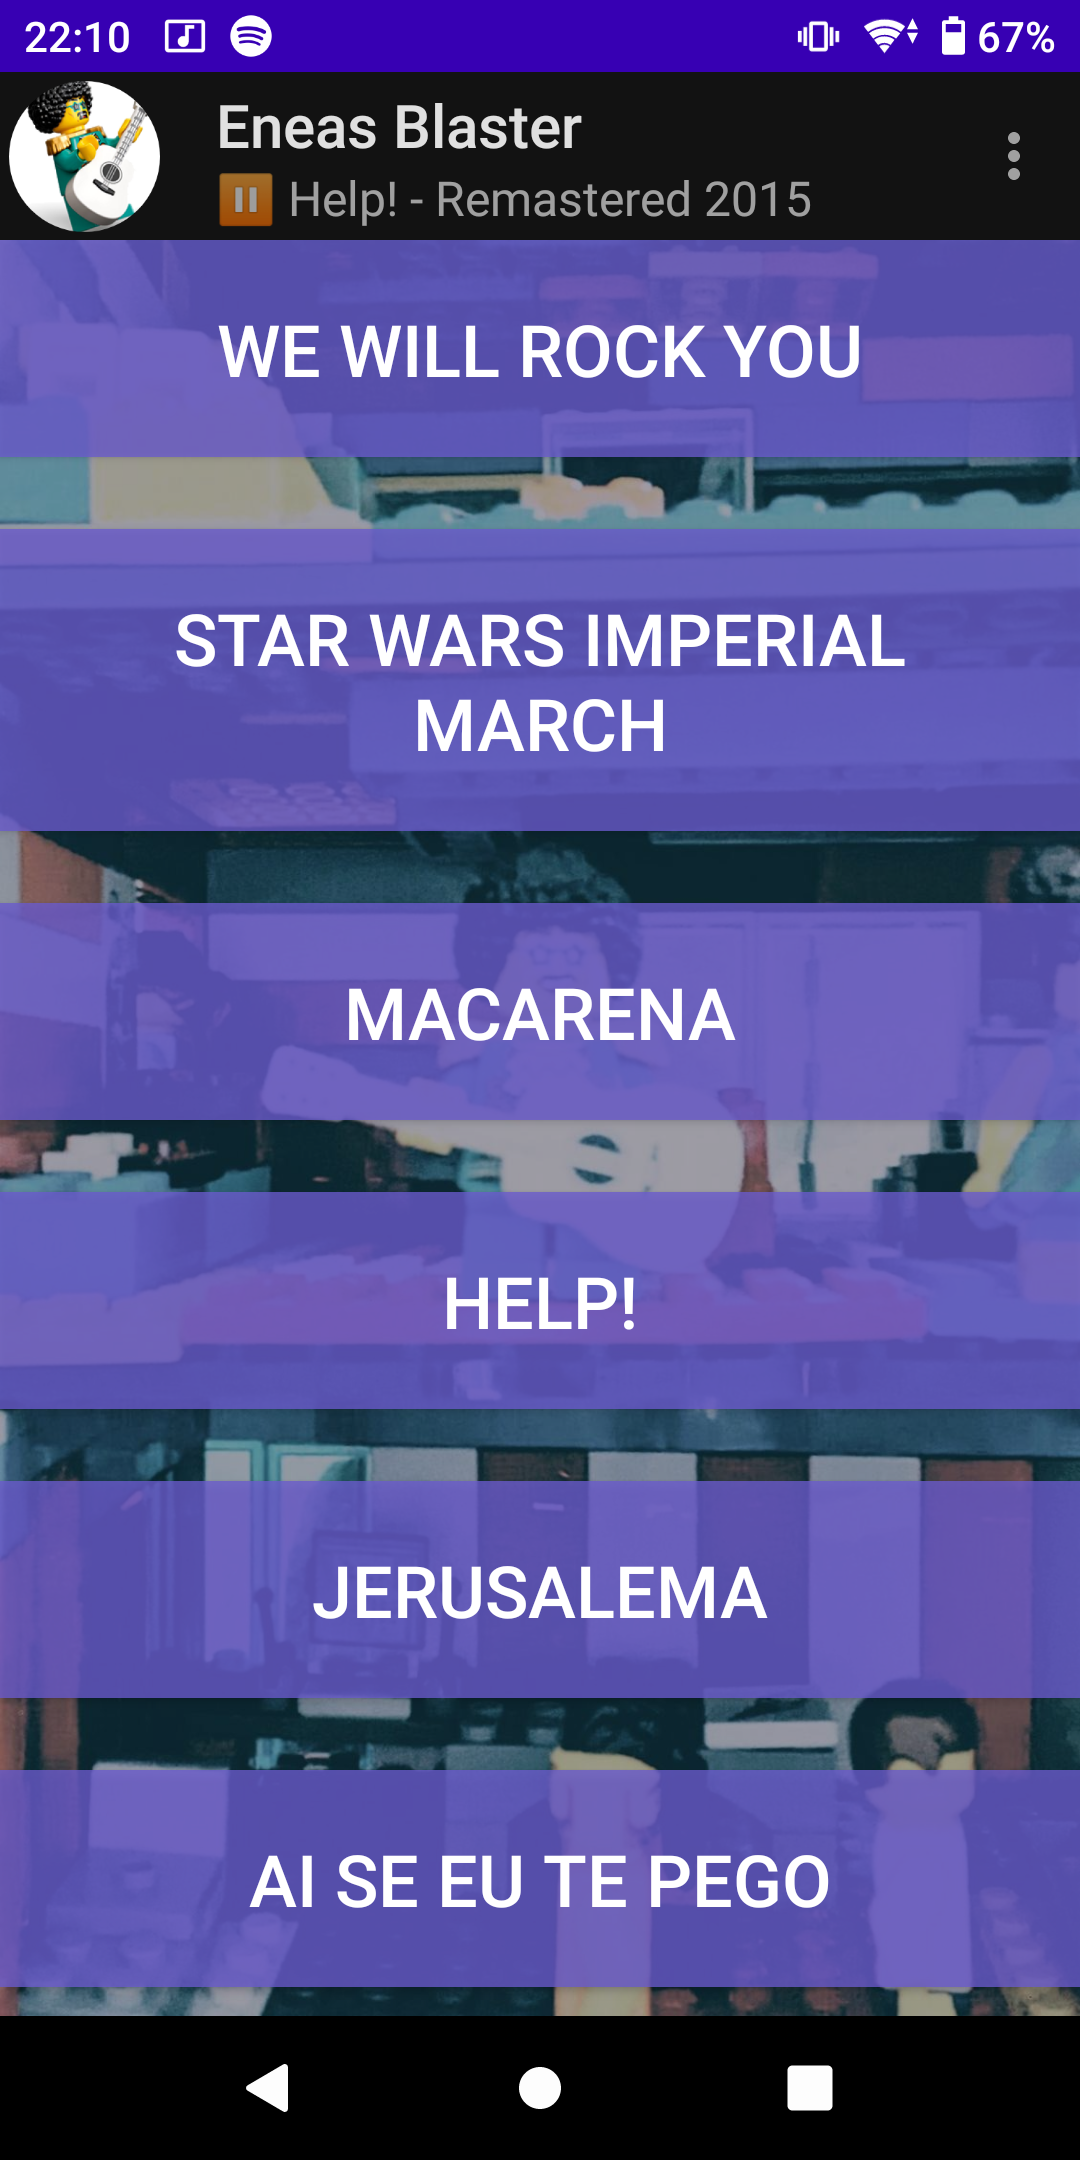 22:10
67%
Eneas Blaster
Help! - Remastered 2015
WE WILL ROCK YOU
STAR WARS IMPERIAL
MARCH
MACARENA
HELP!
JERUSALEMA
AI SE EU TE PEGO